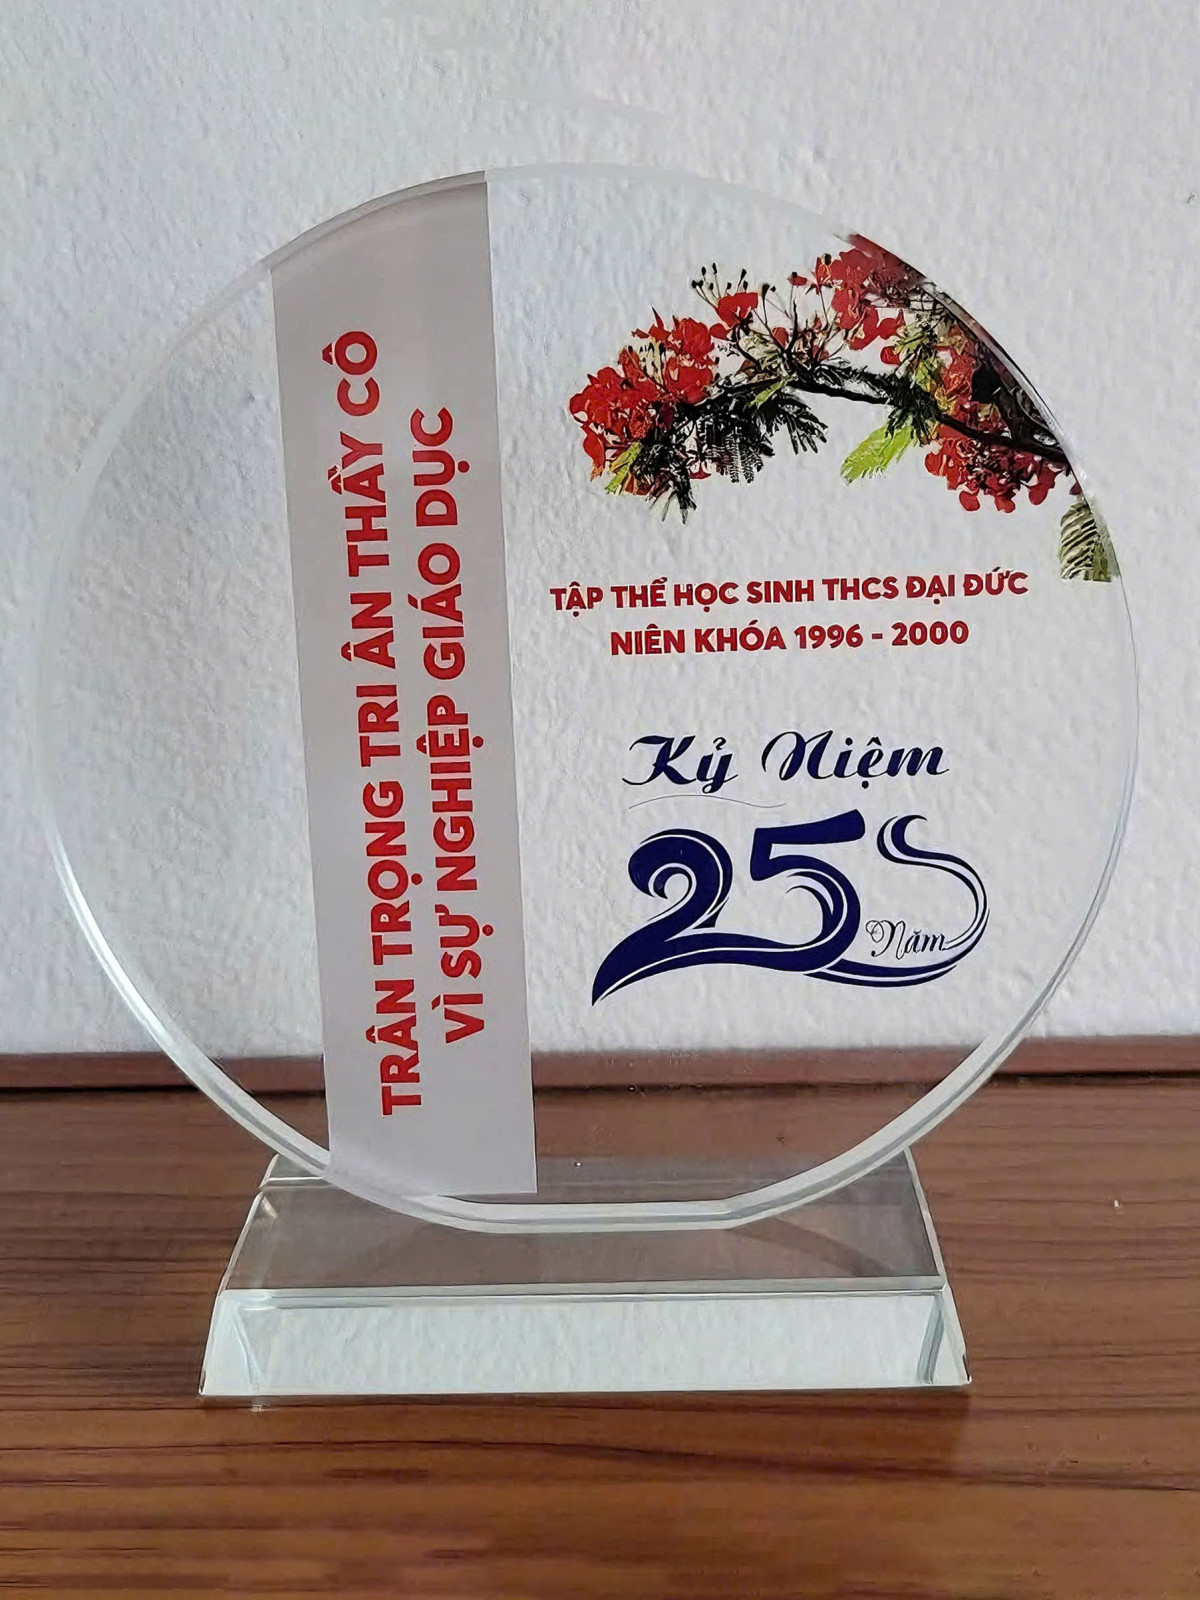 TRÂN TRỌNG TRI ÂN THẦY CÔ
VÌ SỰ NGHIỆP GIÁO DỤC
TẬP THỂ HỌC SINH THCS ĐẠI ĐỨC
NIÊN KHÓA 1996 - 2000
Kỷ Niệm
25
Năm